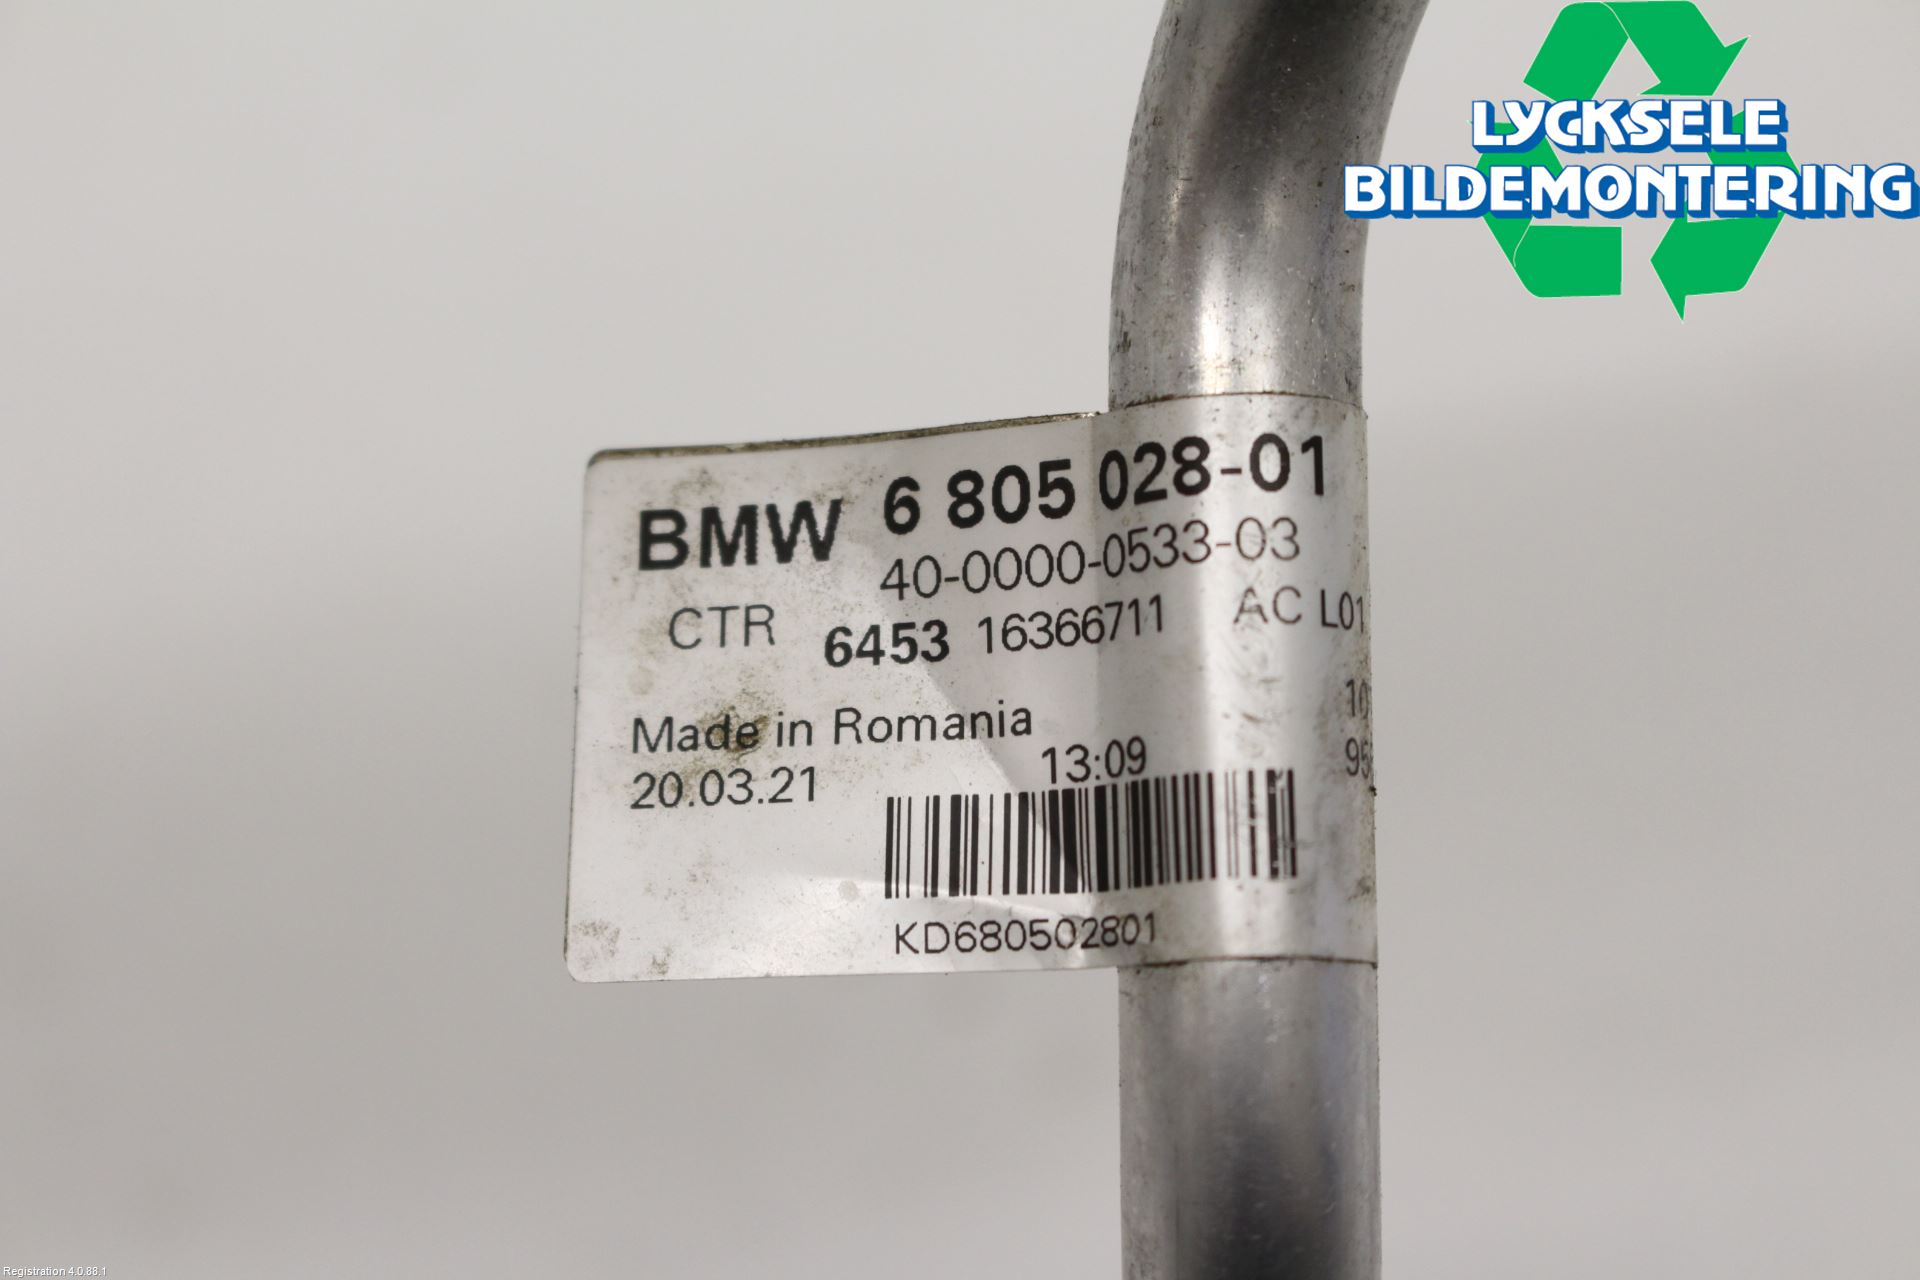 LYCKSELE
BILDEMONTERING
BMW 6 805 028-01
40-0000-0533-03
CTR 6453 16366711 AC L01
Made in Romania
20.03.21 13:09
KD680502801
Registration 4.0.88.1